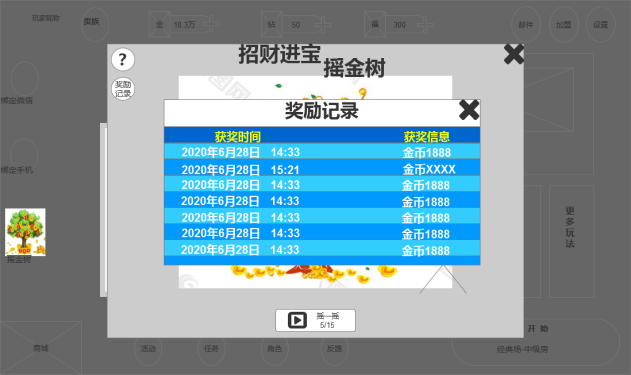 玩家昵称
贵族
金 10.3万
钻 50
福 300
邮件
加盟
设置
招财进宝
摇金树
?
奖励
记录
绑定微信
绑定手机
摇金树
奖励记录
获奖时间 获奖信息
2020年6月28日 14:33 金币1888
2020年6月28日 15:21 金币XXXX
2020年6月28日 14:33 金币1888
2020年6月28日 14:33 金币1888
2020年6月28日 14:33 金币1888
2020年6月28日 14:33 金币1888
2020年6月28日 14:33 金币1888
更多玩法
摇一摇
5/15
开 始
经典场-中级房
商城
活动
任务
角色
反馈